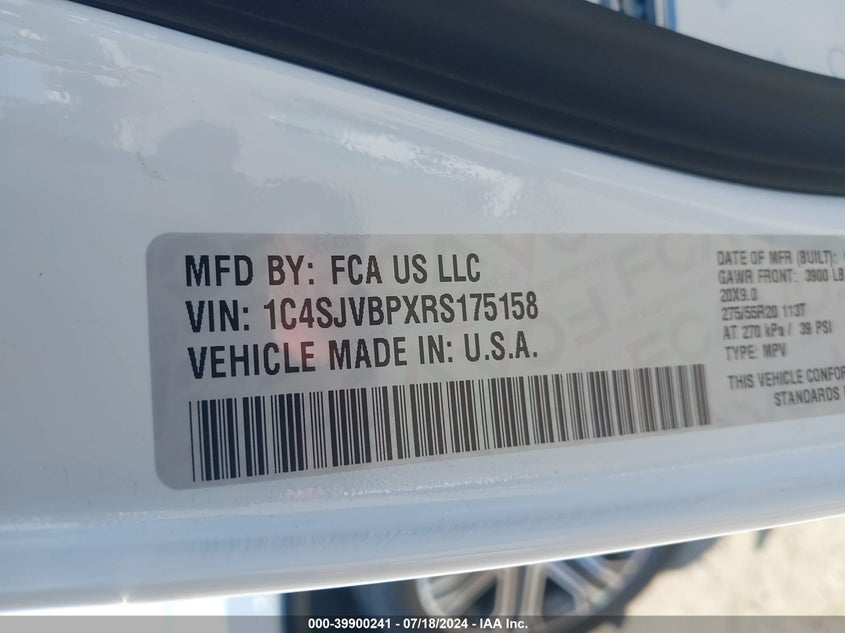 MFD BY: FCA US LLC
VIN: 1C4SJVBPXRS175158
VEHICLE MADE IN: U.S.A.
DATE OF MFR (BUILT):
GAWR FRONT: 3900 LB
20X9.0
275/55R20 113T
AT 270 kPa / 39 PSI
TYPE: MPV
THIS VEHICLE
STANDARDS
000-39900241 - 07/18/2024 - IAA Inc.